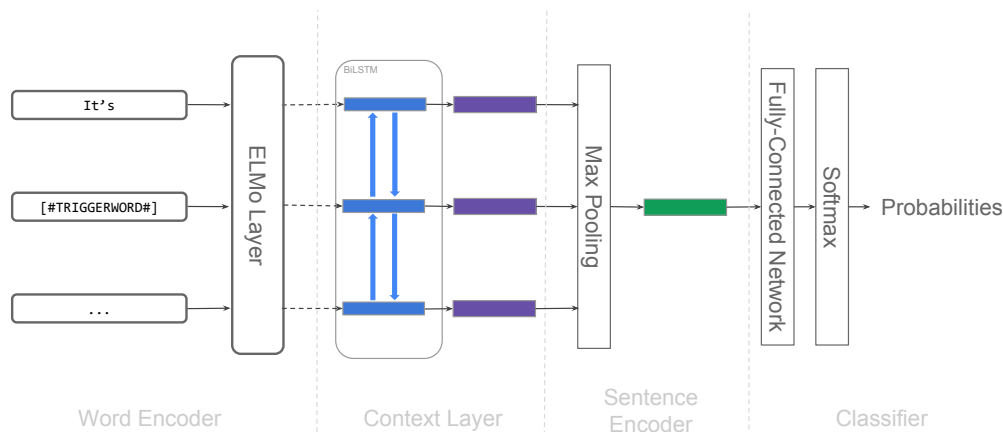 BiLSTM
It's
[#TRIGGERWORD#]
...
ELMo Layer
Max Pooling
Fully-Connected Network
Softmax
Probabilities
Word Encoder
Context Layer
Sentence
Encoder
Classifier